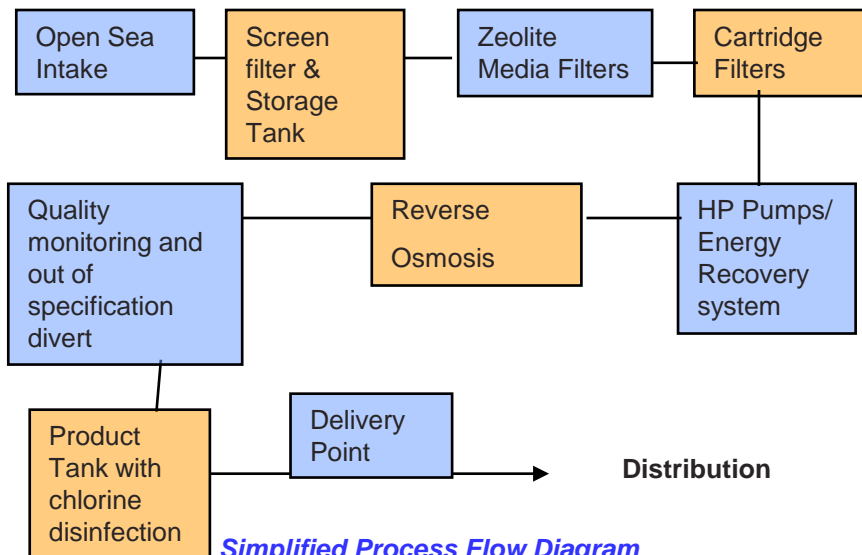 Open Sea
Intake
Screen
filter &
Storage
Tank
Zeolite
Media Filters
Cartridge
Filters
HP Pumps/
Energy
Recovery
system
Reverse
Osmosis
Quality
monitoring and
out of
specification
divert
Product
Tank with
chlorine
disinfection
Delivery
Point
Distribution
Simplified Process Flow Diagram